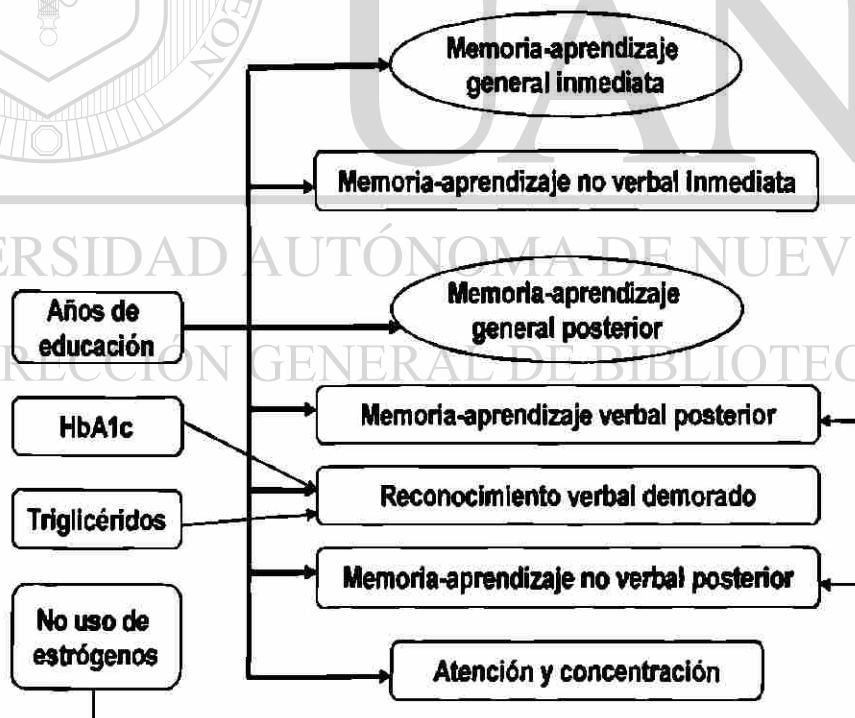 UAN
NOE
Memoria-aprendizaje
general inmediata
Memoria-aprendizaje no verbal inmediata
ERSIDAD AUTÓNOMA DE NUEV
Memoria-aprendizaje
general posterior
Años de
educación
RECCIÓN GENERAL DE BIBLIOTEC
Memoria-aprendizaje verbal posterior
HbA1c
Reconocimiento verbal demorado
Triglicéridos
Memoria-aprendizaje no verbal posterior
No uso de
estrógenos
Atención y concentración